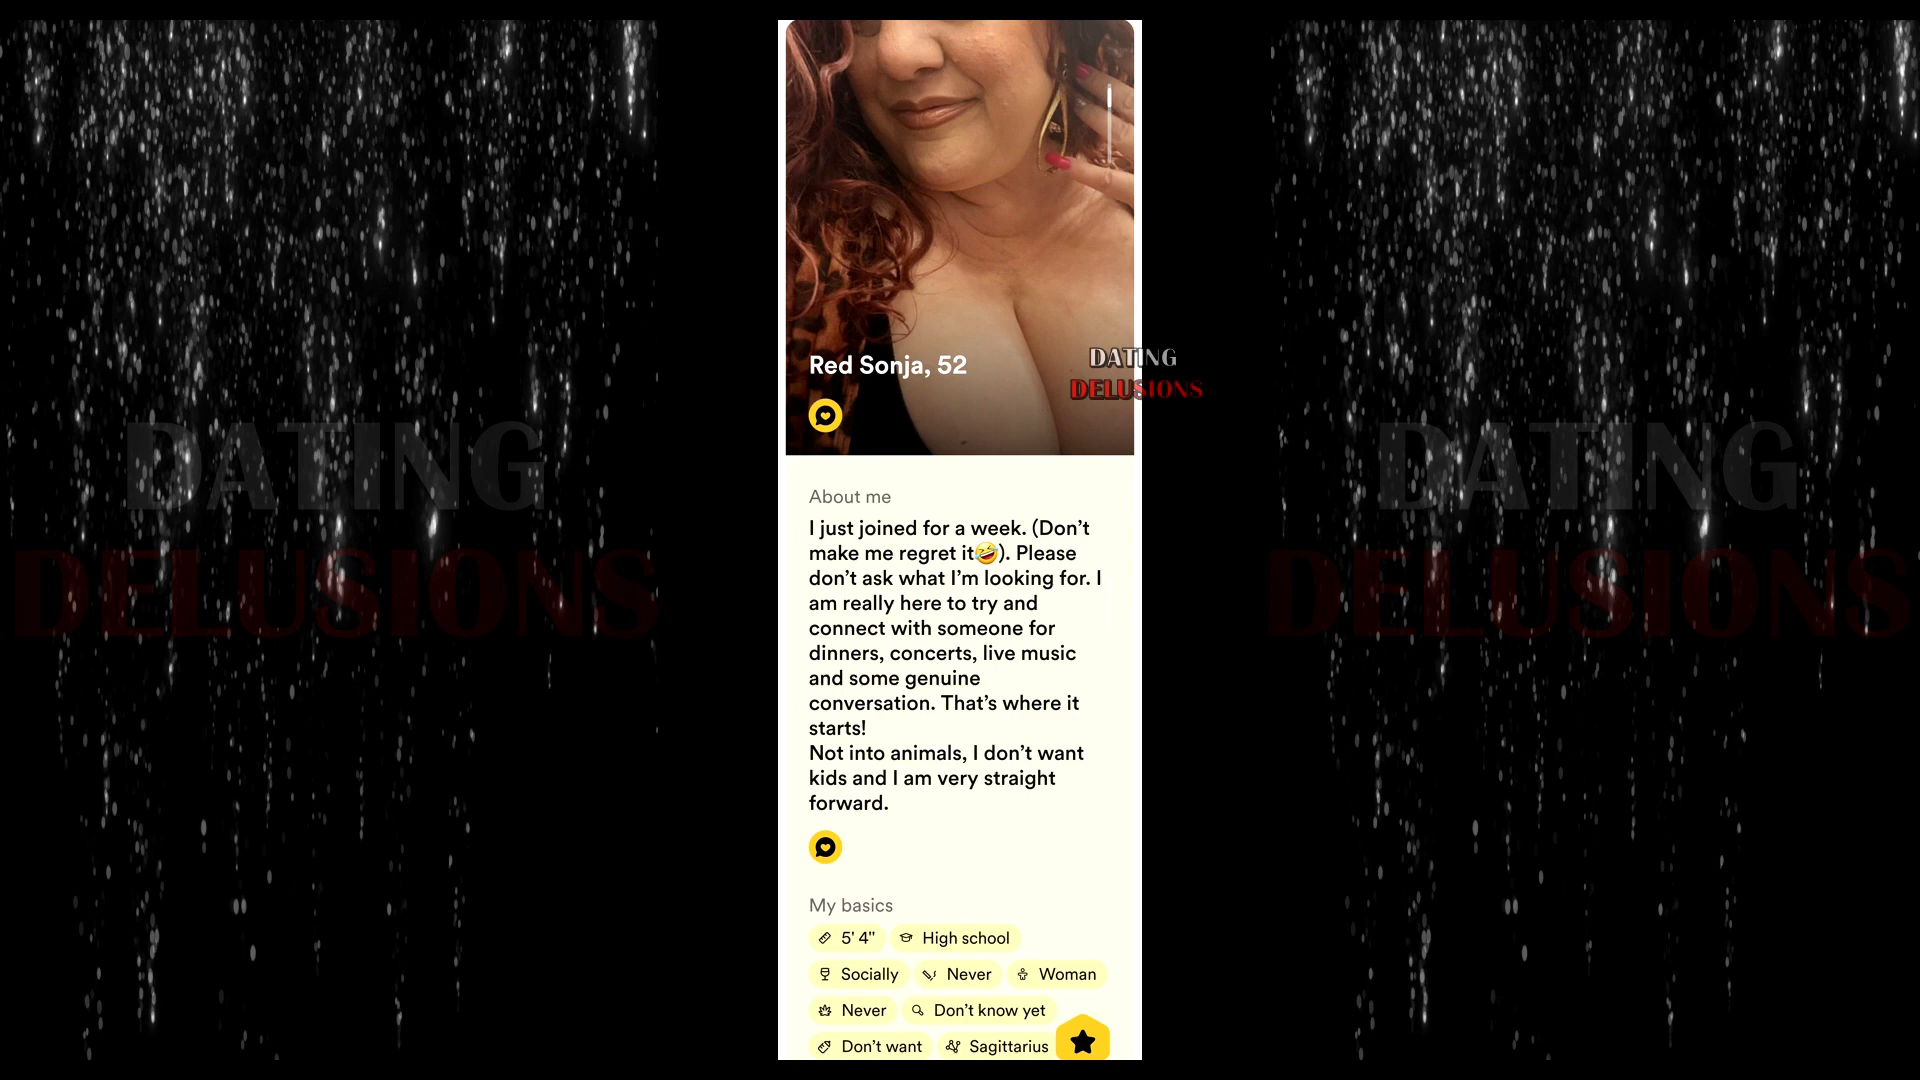 Red Sonja, 52
DATING
DELUSIONS
DATING
DELUSIONS
DATING
DELUSIONS
About me
I just joined for a week. (Don’t
make me regret it🤣). Please
don’t ask what I’m looking for. I
am really here to try and
connect with someone for
dinners, concerts, live music
and some genuine
conversation. That’s where it
starts!
Not into animals, I don’t want
kids and I am very straight
forward.
My basics
5' 4" High school
Socially Never Woman
Never Don’t know yet
Don’t want Sagittarius